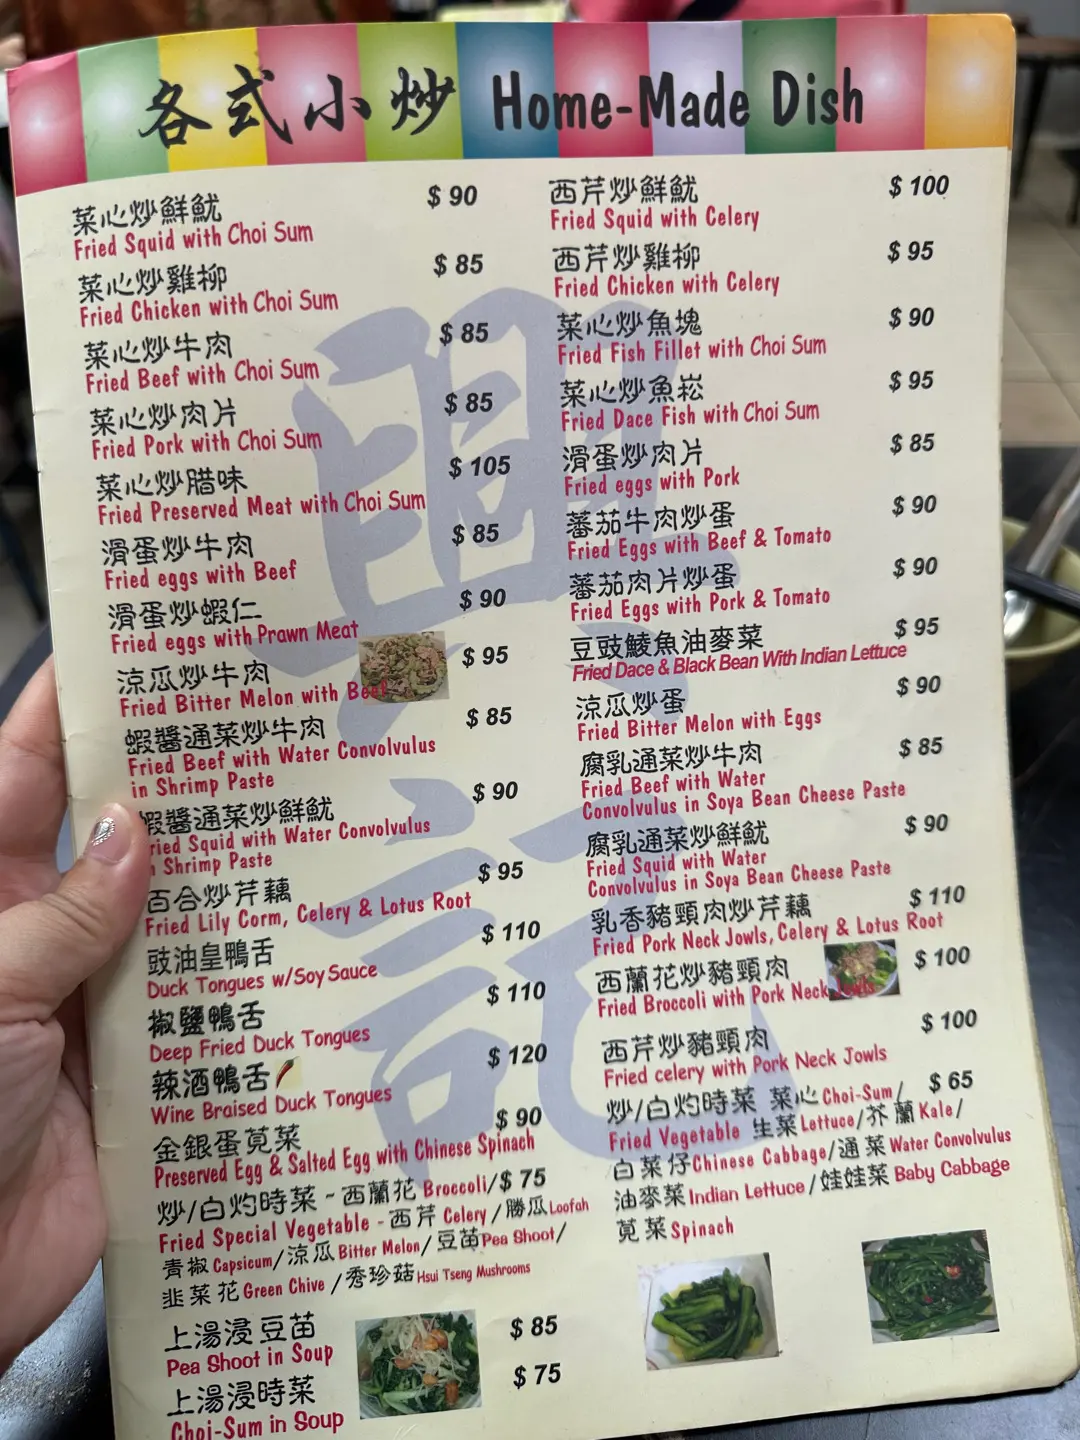 各式小炒 Home-Made Dish
菜心炒鮮魷 $ 90
Fried Squid with Choi Sum
菜心炒雞柳 $ 85
Fried Chicken with Choi Sum
菜心炒牛肉 $ 85
Fried Beef with Choi Sum
菜心炒肉片 $ 85
Fried Pork with Choi Sum
菜心炒腊味 $ 105
Fried Preserved Meat with Choi Sum
滑蛋炒牛肉 $ 85
Fried eggs with Beef
滑蛋炒蝦仁 $ 90
Fried eggs with Prawn Meat
涼瓜炒牛肉 $ 95
Fried Bitter Melon with Beef
蝦醬通菜炒牛肉 $ 85
Fried Beef with Water Convolvulus
in Shrimp Paste
蝦醬通菜炒鮮魷 $ 90
ried Squid with Water Convolvulus
Shrimp Paste
百合炒芹藕 $ 95
Fried Lily Corm, Celery & Lotus Root
豉油皇鴨舌 $ 110
Duck Tongues w/Soy Sauce
椒鹽鴨舌 $ 110
Deep Fried Duck Tongues
辣酒鴨舌 $ 120
Wine Braised Duck Tongues
金銀蛋莧菜 $ 90
Preserved Egg & Salted Egg with Chinese Spinach
炒/白灼時菜 - 西蘭花 Broccoli/ $ 75
Fried Special Vegetable - 西芹 Celery / 勝瓜 Loofah
青椒 Capsicum/ 涼瓜 Bitter Melon/ 豆苗 Pea Shoot/
韭菜花 Green Chive / 秀珍菇 Hsui Tseng Mushrooms
上湯浸豆苗 $ 85
Pea Shoot in Soup
上湯浸時菜 $ 75
Choi-Sum in Soup
西芹炒鮮魷 $ 100
Fried Squid with Celery
西芹炒雞柳 $ 95
Fried Chicken with Celery
菜心炒魚塊 $ 90
Fried Fish Fillet with Choi Sum
菜心炒魚崧 $ 95
Fried Dace Fish with Choi Sum
滑蛋炒肉片 $ 85
Fried eggs with Pork
蕃茄牛肉炒蛋 $ 90
Fried Eggs with Beef & Tomato
蕃茄肉片炒蛋 $ 90
Fried Eggs with Pork & Tomato
豆豉鯪魚油麥菜 $ 95
Fried Dace & Black Bean With Indian Lettuce
涼瓜炒蛋 $ 90
Fried Bitter Melon with Eggs
腐乳通菜炒牛肉 $ 85
Fried Beef with Water
Convolvulus in Soya Bean Cheese Paste
腐乳通菜炒鮮魷 $ 90
Fried Squid with Water
Convolvulus in Soya Bean Cheese Paste
乳香豬頸肉炒芹藕 $ 110
Fried Pork Neck Jowls, Celery & Lotus Root
西蘭花炒豬頸肉 $ 100
Fried Broccoli with Pork Neck Jowls
西芹炒豬頸肉 $ 100
Fried celery with Pork Neck Jowls
炒/白灼時菜 菜心 Choi-Sum/ $ 65
Fried Vegetable 生菜 Lettuce/ 芥蘭 Kale/
白菜仔 Chinese Cabbage/ 通菜 Water Convolvulus
油麥菜 Indian Lettuce / 娃娃菜 Baby Cabbage
莧菜 Spinach
興記